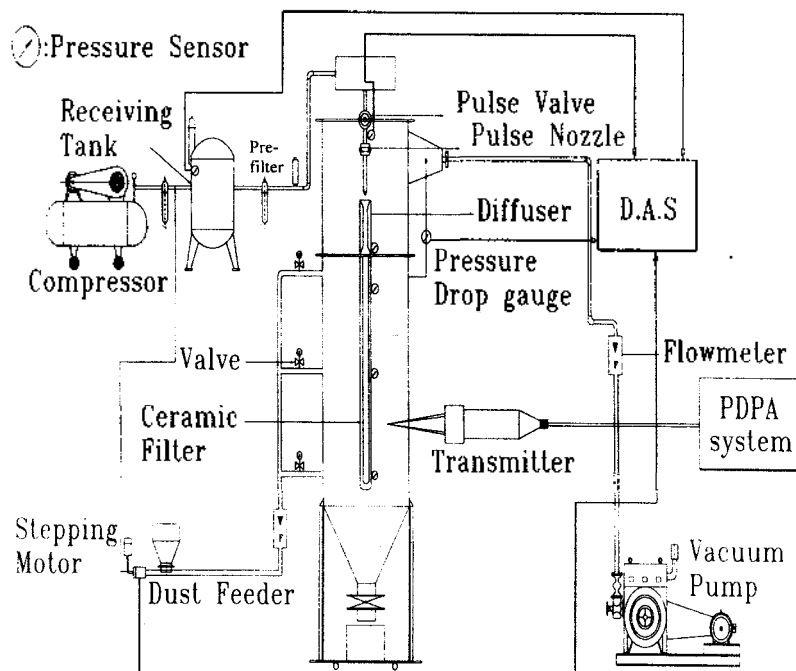 :Pressure Sensor
Receiving
Tank
Pre-
filter
Pulse Valve
Pulse Nozzle
D.A.S
Diffuser
Compressor
Pressure
Drop gauge
Valve
Flowmeter
Ceramic
Filter
Transmitter
PDPA
system
Stepping
Motor
Dust Feeder
Vacuum
Pump